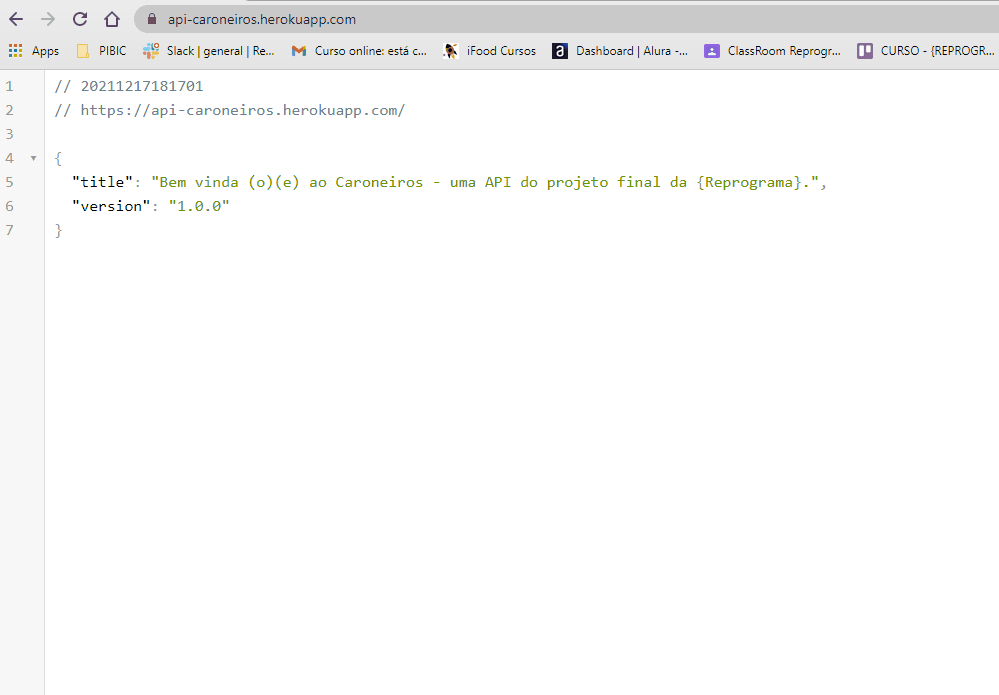 api-caroneiros.herokuapp.com
Apps PIBIC Slack | general | Re... Curso online: está c... iFood Cursos Dashboard | Alura -... ClassRoom Reprogr... CURSO - {REPROGR...
1 // 20211217181701
2 // https://api-caroneiros.herokuapp.com/
3
4 {
5 "title": "Bem vinda (o)(e) ao Caroneiros - uma API do projeto final da {Reprograma}.",
6 "version": "1.0.0"
7 }